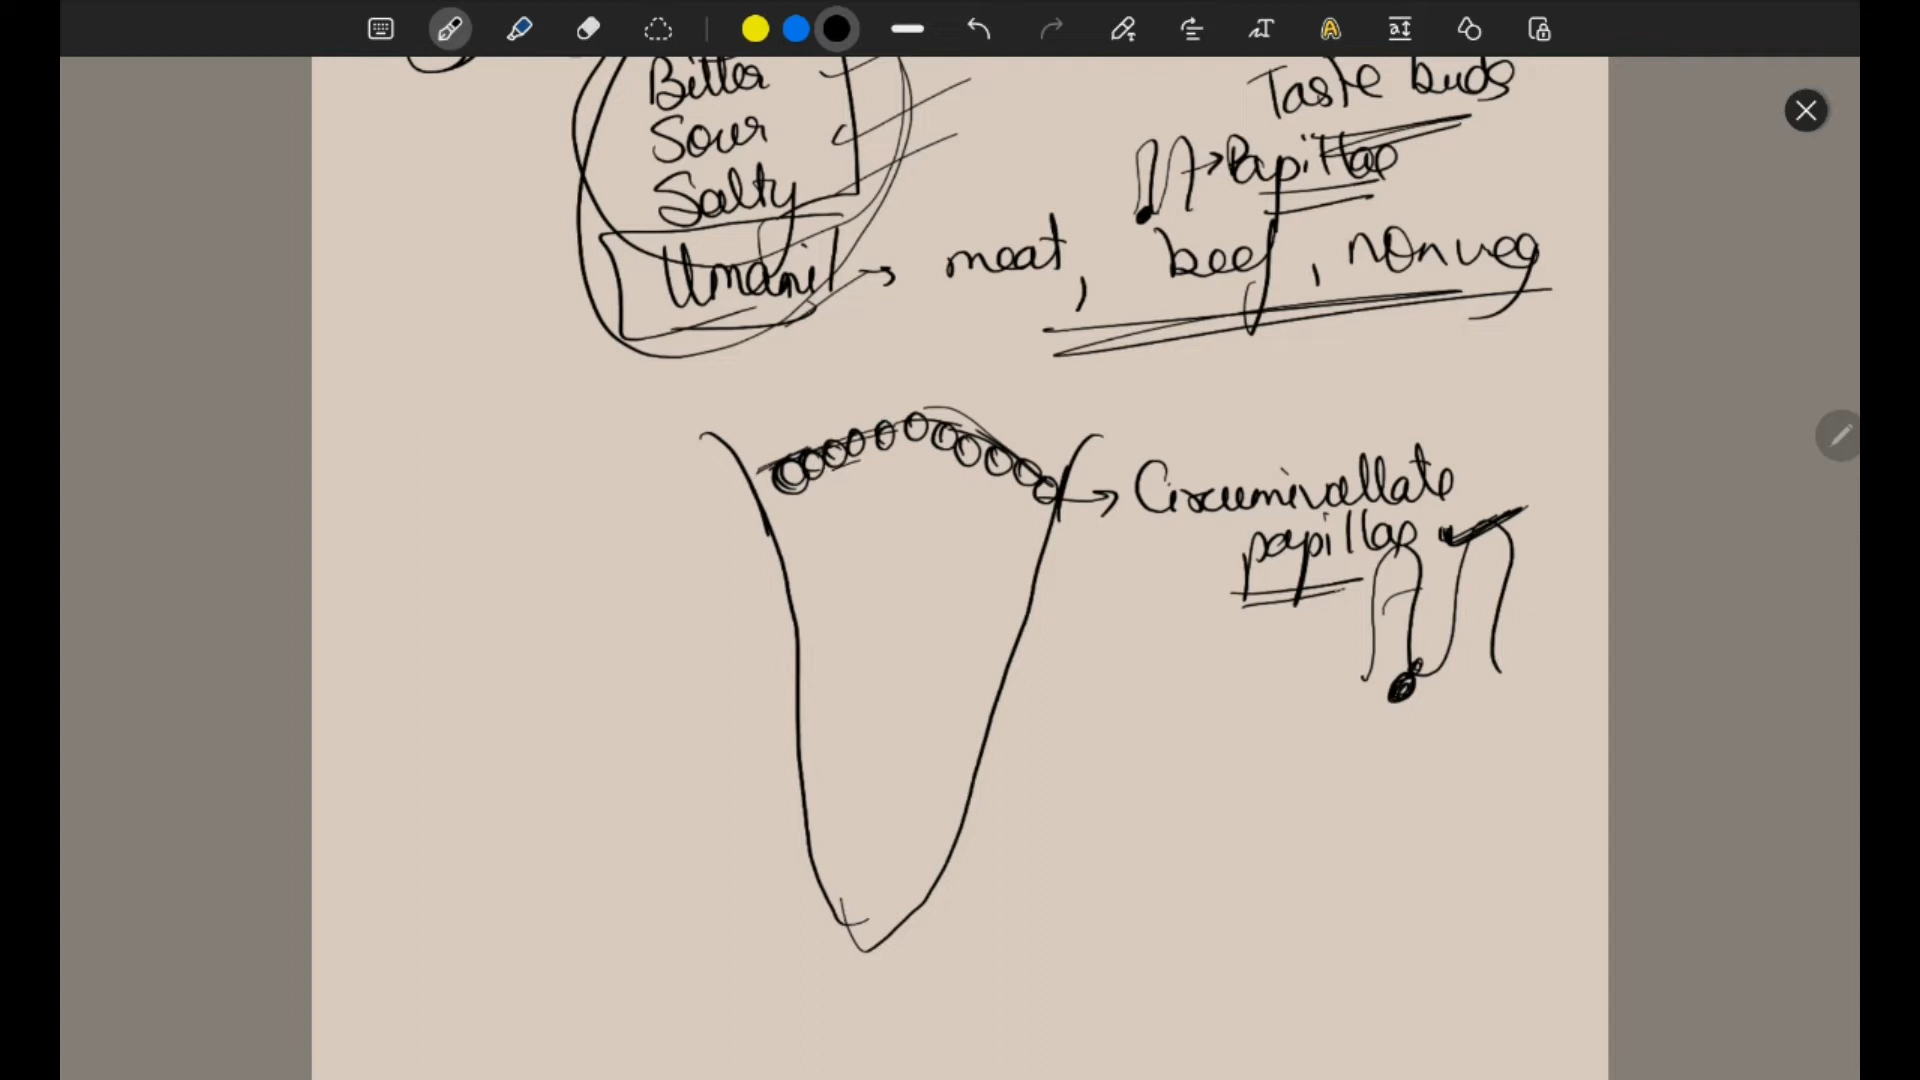 Bitter
Sour
Salty
Umami
Taste buds
Papillae
meat, beef, nonveg
Circumvallate
papillae